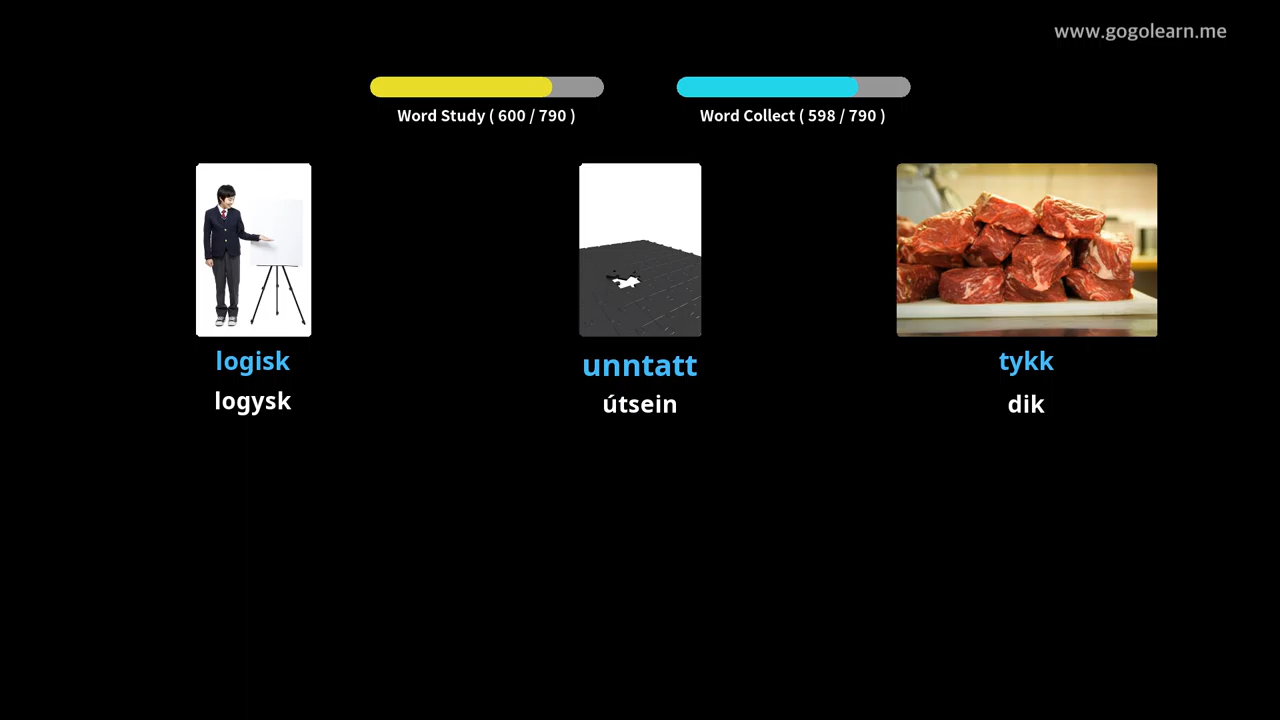 www.gogolearn.me
Word Study ( 600 / 790 )
Word Collect ( 598 / 790 )
logisk
logysk
unntatt
útsein
tykk
dik